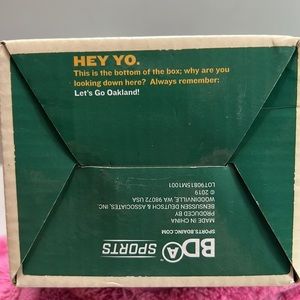 HEY YO.
This is the bottom of the box; why are you
looking down here? Always remember:
Let's Go Oakland!
BDA SPORTS
SPORTS.BDAINC.COM
MADE IN CHINA
PRODUCED BY
BENSUSSEN DEUTSCH & ASSOCIATES, INC.
WOODINVILLE, WA 98072 USA
© 2019
LOT90815M1001